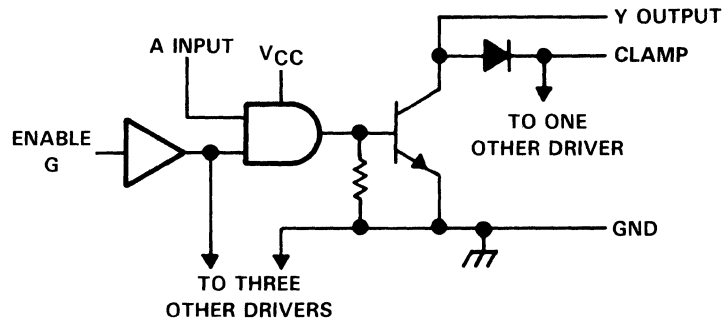 Y OUTPUT
A INPUT
VCC
CLAMP
ENABLE
G
TO ONE
OTHER DRIVER
GND
TO THREE
OTHER DRIVERS